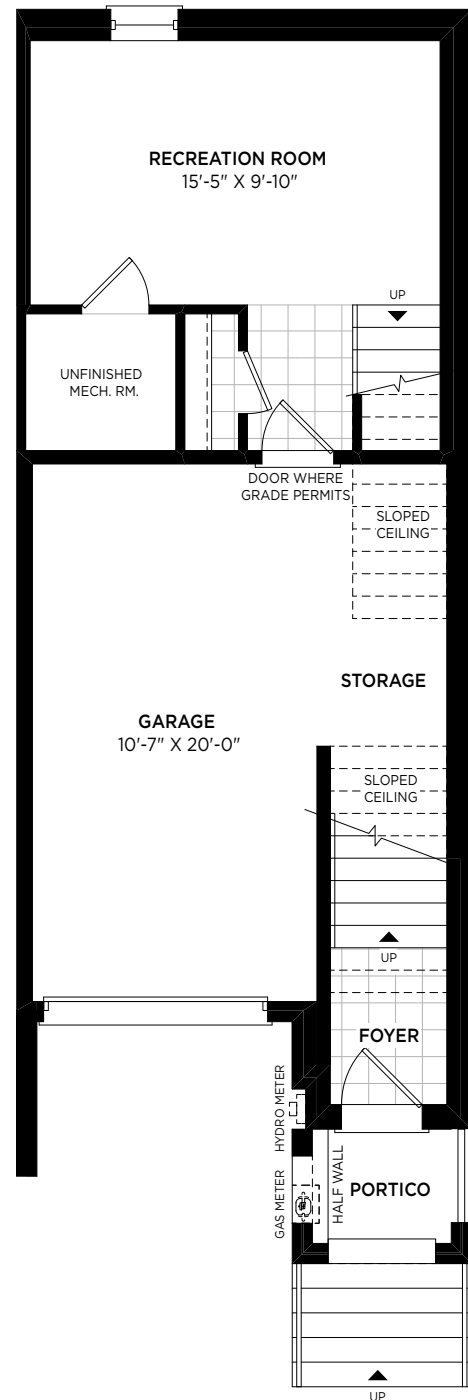 RECREATION ROOM
15'-5" X 9'-10"
UP
UNFINISHED
MECH. RM.
DOOR WHERE
GRADE PERMITS
SLOPED
CEILING
STORAGE
GARAGE
10'-7" X 20'-0"
SLOPED
CEILING
UP
FOYER
HYDRO METER
GAS METER
HALF WALL
PORTICO
UP